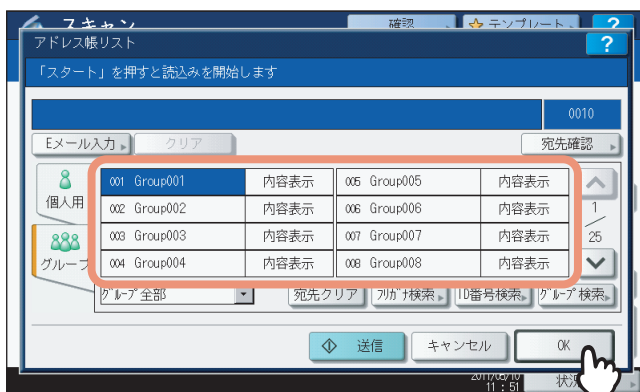 スキャン 確認 テンプレート ?
アドレス帳リスト ?
「スタート」を押すと読込みを開始します
0010
Eメール入力 クリア 宛先確認
個人用
グループ
001 Group001 内容表示 005 Group005 内容表示
002 Group002 内容表示 006 Group006 内容表示
003 Group003 内容表示 007 Group007 内容表示
004 Group004 内容表示 008 Group008 内容表示
1
25
グループ全部 宛先クリア フリガナ検索 ID番号検索 グループ検索
送信 キャンセル OK
11:51